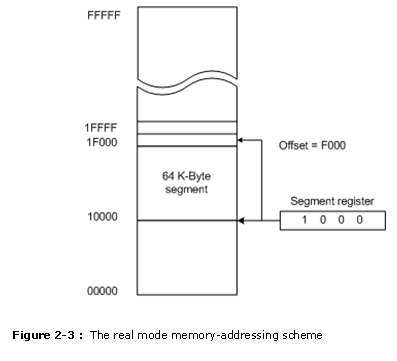 FFFFF
1FFFF
1F000
Offset = F000
64 K-Byte
segment
Segment register
10000
1 0 0 0
00000
Figure 2-3 : The real mode memory-addressing scheme